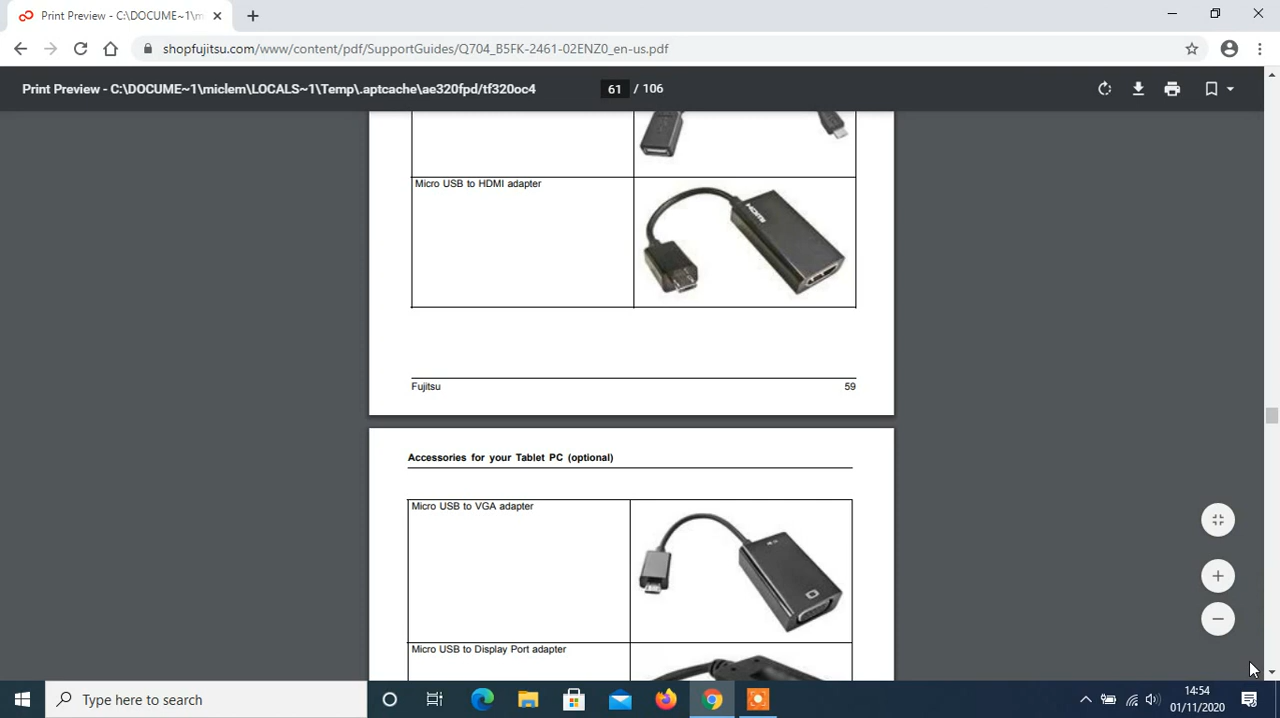 Print Preview - C:\DOCUME~1\m
shopfujitsu.com/www/content/pdf/SupportGuides/Q704_B5FK-2461-02ENZ0_en-us.pdf
Print Preview - C:\DOCUME~1\miclem\LOCALS~1\Temp\.aptcache\ae320fpd/tf320oc4
61 / 106
Micro USB to HDMI adapter
HDMI
Fujitsu
59
Accessories for your Tablet PC (optional)
Micro USB to VGA adapter
Micro USB to Display Port adapter
Type here to search
14:54
01/11/2020